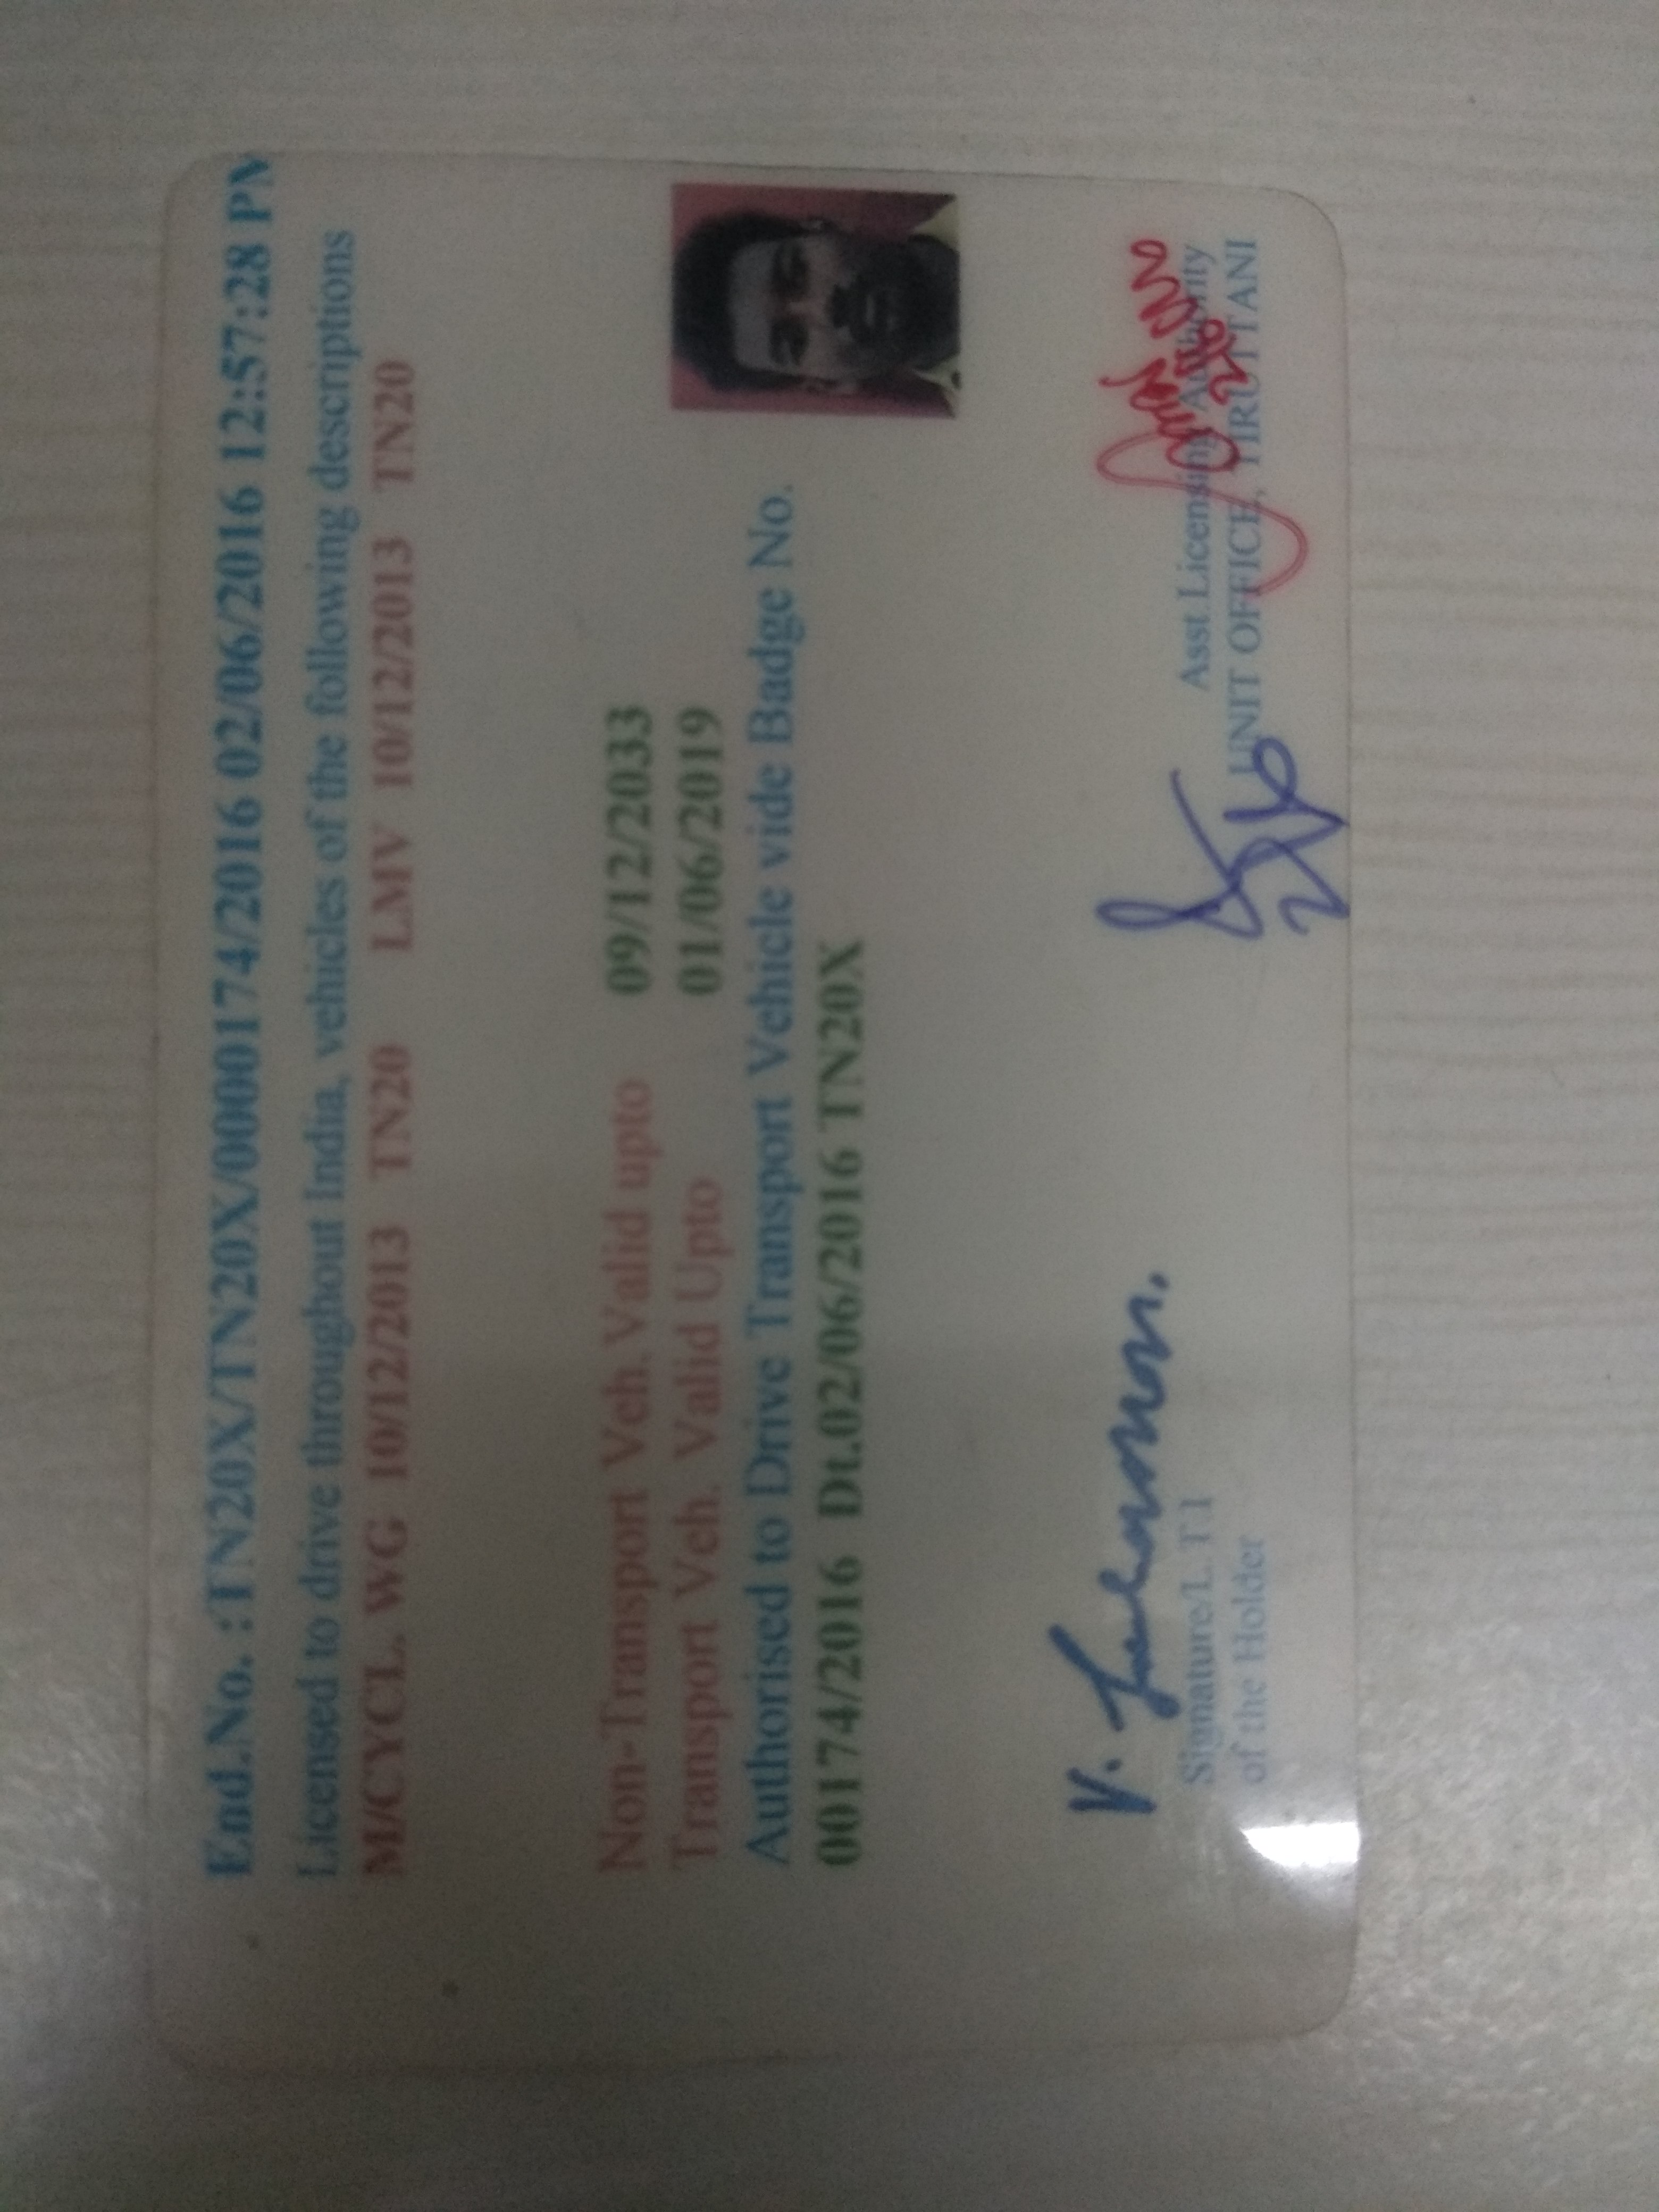 End.No. :TN20X/TN20X/0000174/2016 02/06/2016 12:57:28 PM
Licensed to drive throughout India, vehicles of the following descriptions
M/CYCL. WG 10/12/2013 TN20 LMV 10/12/2013 TN20
Non-Transport Veh.Valid upto 09/12/2033
Transport Veh. Valid Upto 01/06/2019
Authorised to Drive Transport Vehicle vide Badge No.
00174/2016 Dt.02/06/2016 TN20X
V.
Signature/L.T.I
of the Holder
Asst Licensing Authority
UNIT OFFICE, TIRUTTANI